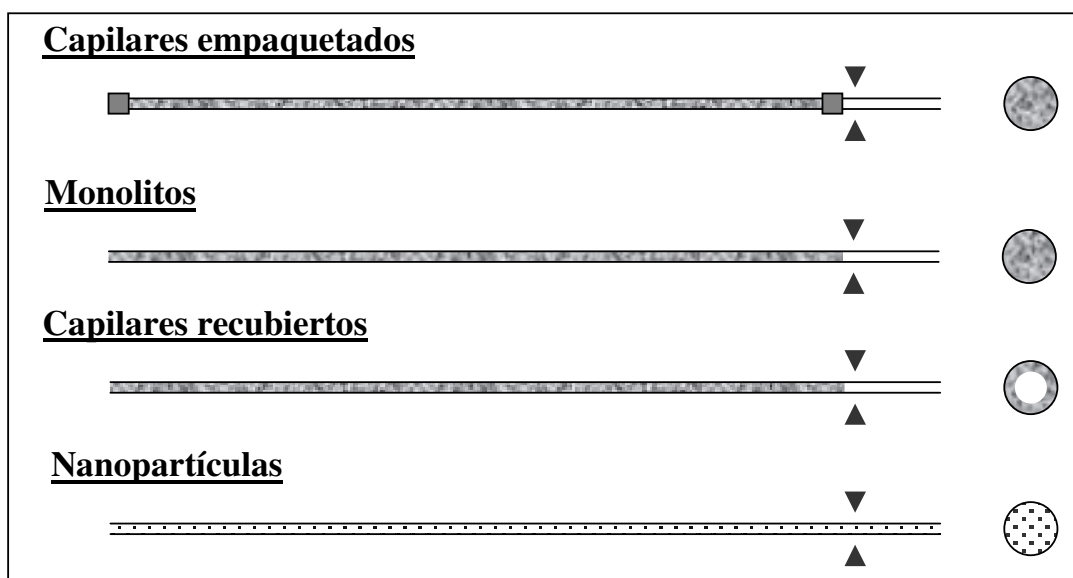 Capilares empaquetados
Monolitos
Capilares recubiertos
Nanopartículas